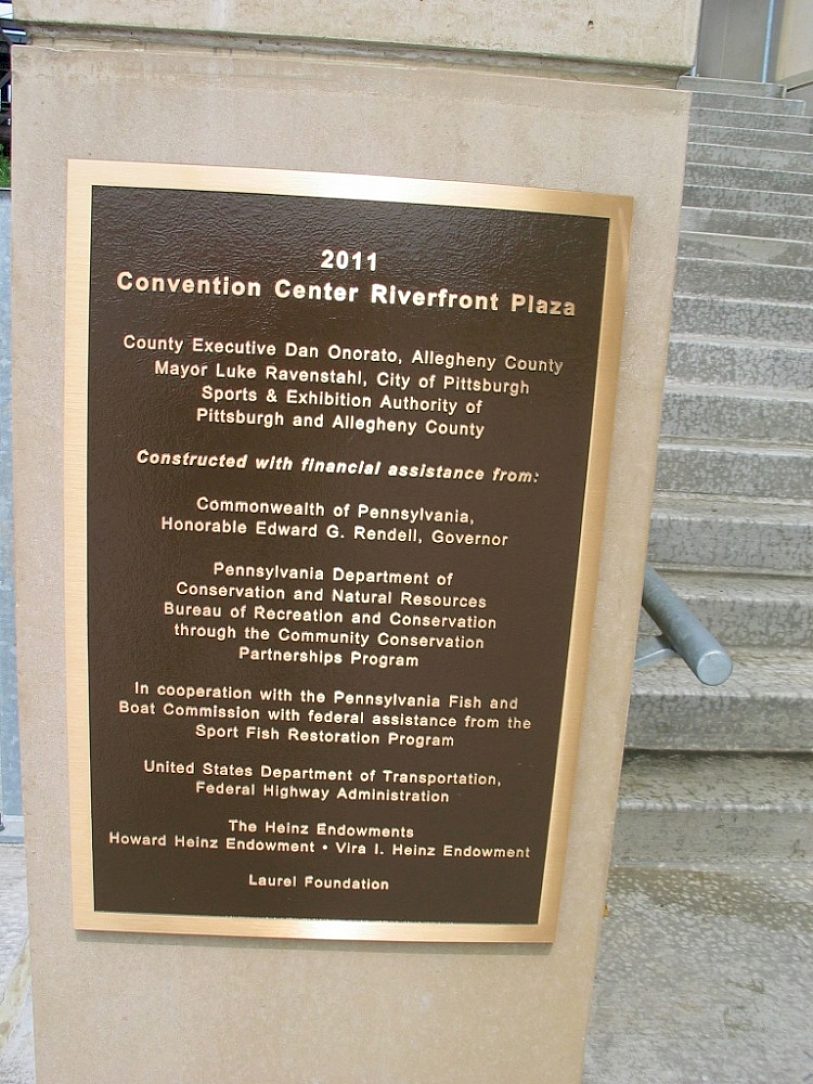 2011
Convention Center Riverfront Plaza
County Executive Dan Onorato, Allegheny County
Mayor Luke Ravenstahl, City of Pittsburgh
Sports & Exhibition Authority of
Pittsburgh and Allegheny County
Constructed with financial assistance from:
Commonwealth of Pennsylvania,
Honorable Edward G. Rendell, Governor
Pennsylvania Department of
Conservation and Natural Resources
Bureau of Recreation and Conservation
through the Community Conservation
Partnerships Program
In cooperation with the Pennsylvania Fish and
Boat Commission with federal assistance from the
Sport Fish Restoration Program
United States Department of Transportation,
Federal Highway Administration
The Heinz Endowments
Howard Heinz Endowment • Vira I. Heinz Endowment
Laurel Foundation